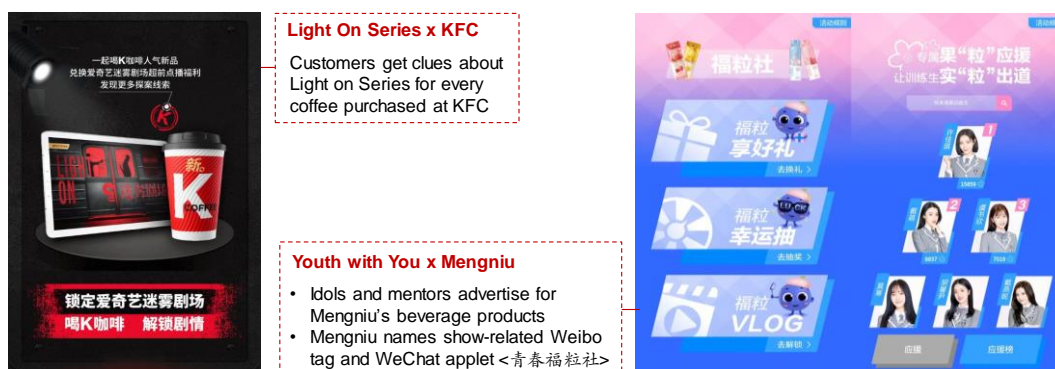 一起喝K咖啡人气新品
兑换爱奇艺迷雾剧场超前点播福利
发现更多探案线索
K
LIGHT
ON
新。
K
COFFEE
锁定爱奇艺迷雾剧场
喝K咖啡 解锁剧情
Light On Series x KFC
Customers get clues about
Light on Series for every
coffee purchased at KFC
Youth with You x Mengniu
• Idols and mentors advertise for
Mengniu's beverage products
• Mengniu names show-related Weibo
tag and WeChat applet <青春福粒社>
活动规则
福粒社
福粒
享好礼
去抽礼 >
LUCK
福粒
幸运抽
去抽奖 >
福粒
VLOG
去解锁 >
活动规则
专属果“粒”应援
让训练生实“粒”出道
1
2
3
应援
应援榜